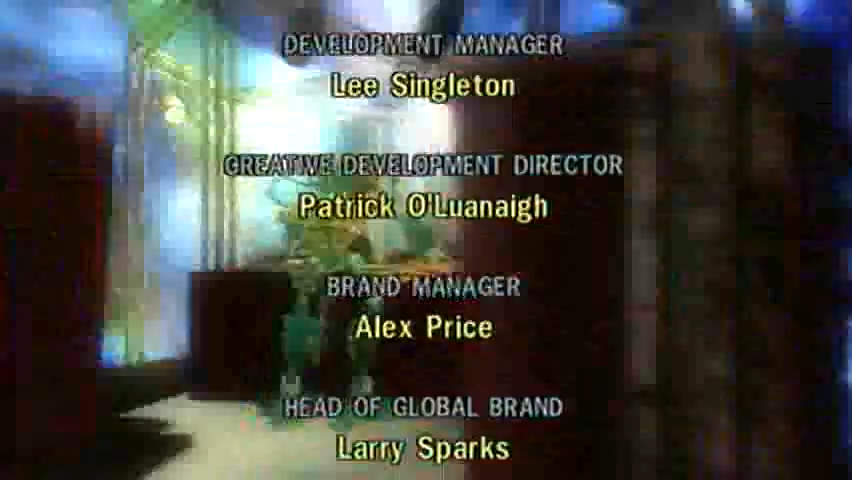 DEVELOPMENT MANAGER
Lee Singleton
CREATIVE DEVELOPMENT DIRECTOR
Patrick O'Luanaigh
BRAND MANAGER
Alex Price
HEAD OF GLOBAL BRAND
Larry Sparks